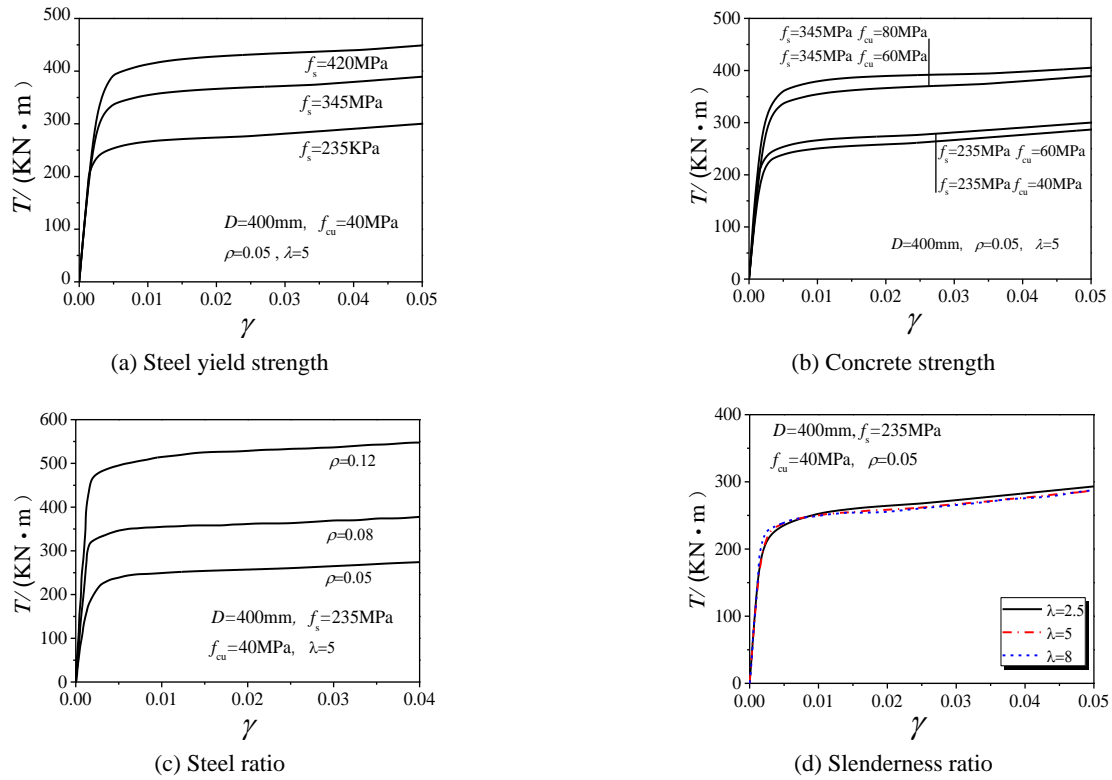 500
400
300
200
100
0
T/ (KN • m)
fs=420MPa
fs=345MPa
fs=235KPa
D=400mm, fcu=40MPa
ρ=0.05 , λ=5
0.00 0.01 0.02 0.03 0.04 0.05
γ
(a) Steel yield strength
500
400
300
200
100
0
T/ (KN • m)
fs=345MPa fcu=80MPa
fs=345MPa fcu=60MPa
fs=235MPa fcu=60MPa
fs=235MPa fcu=40MPa
D=400mm, ρ=0.05, λ=5
0.00 0.01 0.02 0.03 0.04 0.05
γ
(b) Concrete strength
600
500
400
300
200
100
0
T/ (KN • m)
ρ=0.12
ρ=0.08
ρ=0.05
D=400mm, fs=235MPa
fcu=40MPa, λ=5
0.00 0.01 0.02 0.03 0.04
γ
(c) Steel ratio
400
300
200
100
0
T/ (KN • m)
D=400mm, fs=235MPa
fcu=40MPa, ρ=0.05
λ=2.5
λ=5
λ=8
0.00 0.01 0.02 0.03 0.04 0.05
γ
(d) Slenderness ratio